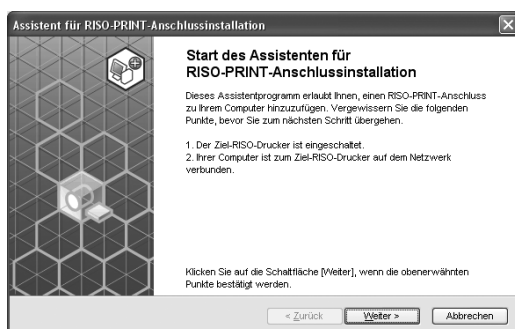 Assistent für RISO-PRINT-Anschlussinstallation
Start des Assistenten für
RISO-PRINT-Anschlussinstallation
Dieses Assistentprogramm erlaubt Ihnen, einen RISO-PRINT-Anschluss
zu Ihrem Computer hinzuzufügen. Vergewissern Sie die folgenden
Punkte, bevor Sie zum nächsten Schritt übergehen.
1. Der Ziel-RISO-Drucker ist eingeschaltet.
2. Ihrer Computer ist zum Ziel-RISO-Drucker auf dem Netzwerk
verbunden.
Klicken Sie auf die Schaltfläche [Weiter], wenn die obenerwähnten
Punkte bestätigt werden.
< Zurück
Weiter >
Abbrechen